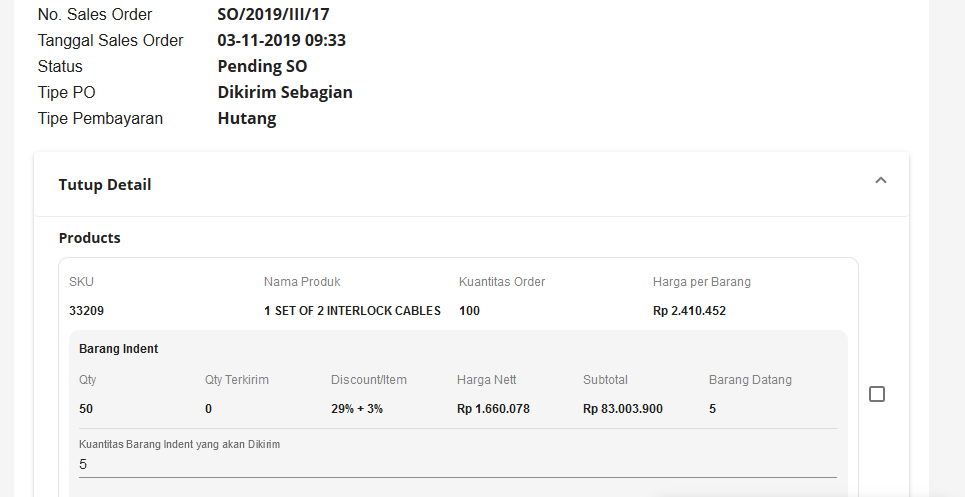 No. Sales Order SO/2019/III/17
Tanggal Sales Order 03-11-2019 09:33
Status Pending SO
Tipe PO Dikirim Sebagian
Tipe Pembayaran Hutang
Tutup Detail
Products
SKU Nama Produk Kuantitas Order Harga per Barang
33209 1 SET OF 2 INTERLOCK CABLES 100 Rp 2.410.452
Barang Indent
Qty Qty Terkirim Discount/Item Harga Nett Subtotal Barang Datang
50 0 29% + 3% Rp 1.660.078 Rp 83.003.900 5
Kuantitas Barang Indent yang akan Dikirim
5